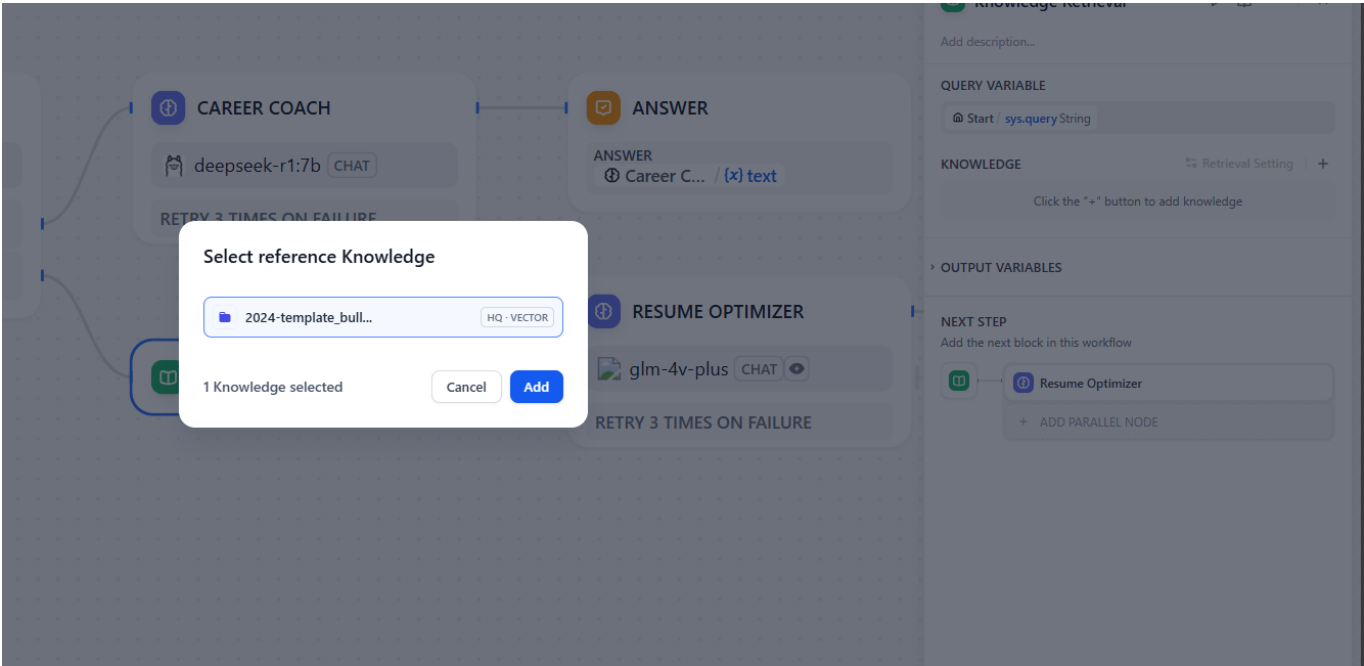 CAREER COACH
deepseek-r1:7b CHAT
RETRY 3 TIMES ON FAILURE
ANSWER
ANSWER
Career C... / {x} text
Select reference Knowledge
2024-template_bull... HQ · VECTOR
1 Knowledge selected
Cancel Add
RESUME OPTIMIZER
glm-4v-plus CHAT
RETRY 3 TIMES ON FAILURE
Knowledge Retrieval
Add description...
QUERY VARIABLE
Start / sys.query String
KNOWLEDGE Retrieval Setting +
Click the "+" button to add knowledge
> OUTPUT VARIABLES
NEXT STEP
Add the next block in this workflow
Resume Optimizer
+ ADD PARALLEL NODE